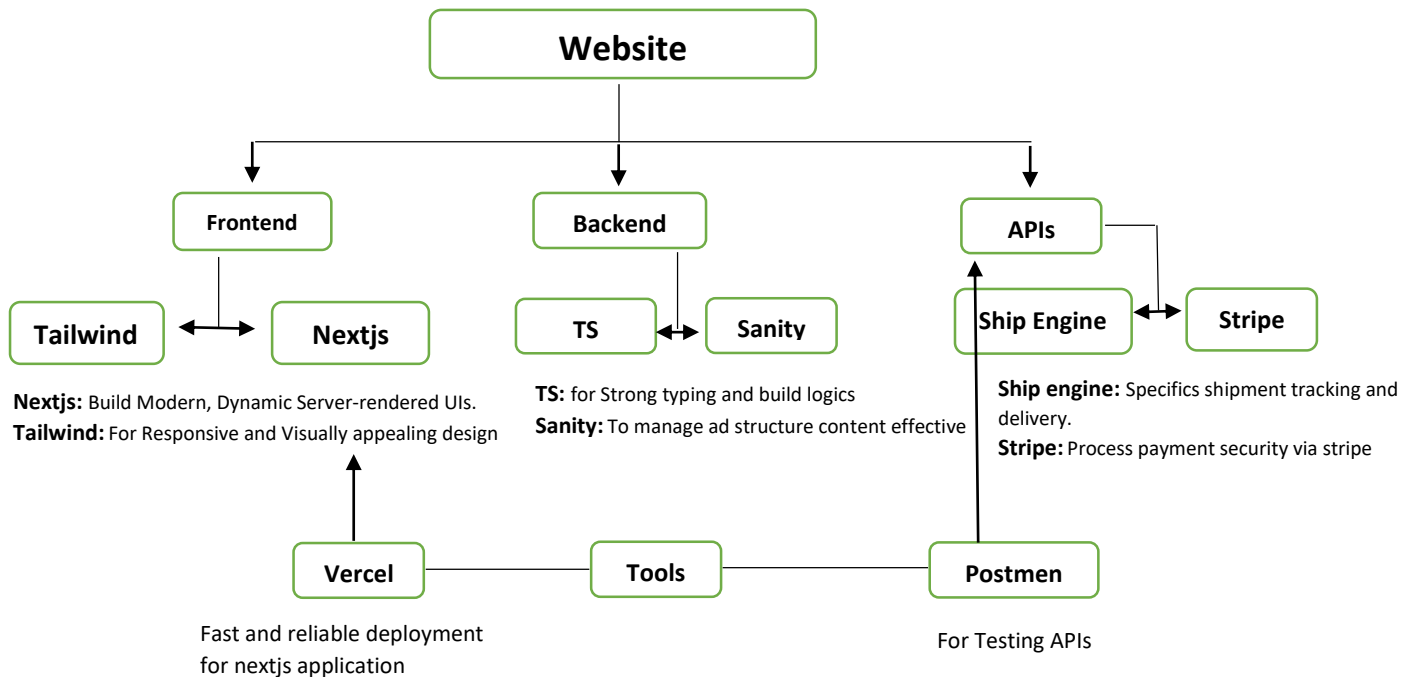 Website
Frontend
Backend
APIs
Tailwind
Nextjs
TS
Sanity
Ship Engine
Stripe
Nextjs: Build Modern, Dynamic Server-rendered UIs.
Tailwind: For Responsive and Visually appealing design
TS: for Strong typing and build logics
Sanity: To manage ad structure content effective
Ship engine: Specifics shipment tracking and
delivery.
Stripe: Process payment security via stripe
Vercel
Tools
Postmen
Fast and reliable deployment
for nextjs application
For Testing APIs